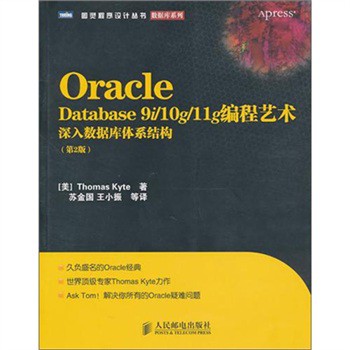 图灵程序设计丛书 数据库系列
Apress®
Oracle
Database 9i/10g/11g编程艺术
深入数据库体系结构
(第2版)
[美] Thomas Kyte 著
苏金国 王小振 等译
久负盛名的Oracle经典
世界顶级专家Thomas Kyte力作
Ask Tom! 解决你所有的Oracle疑难问题
人民邮电出版社
POSTS & TELECOM PRESS